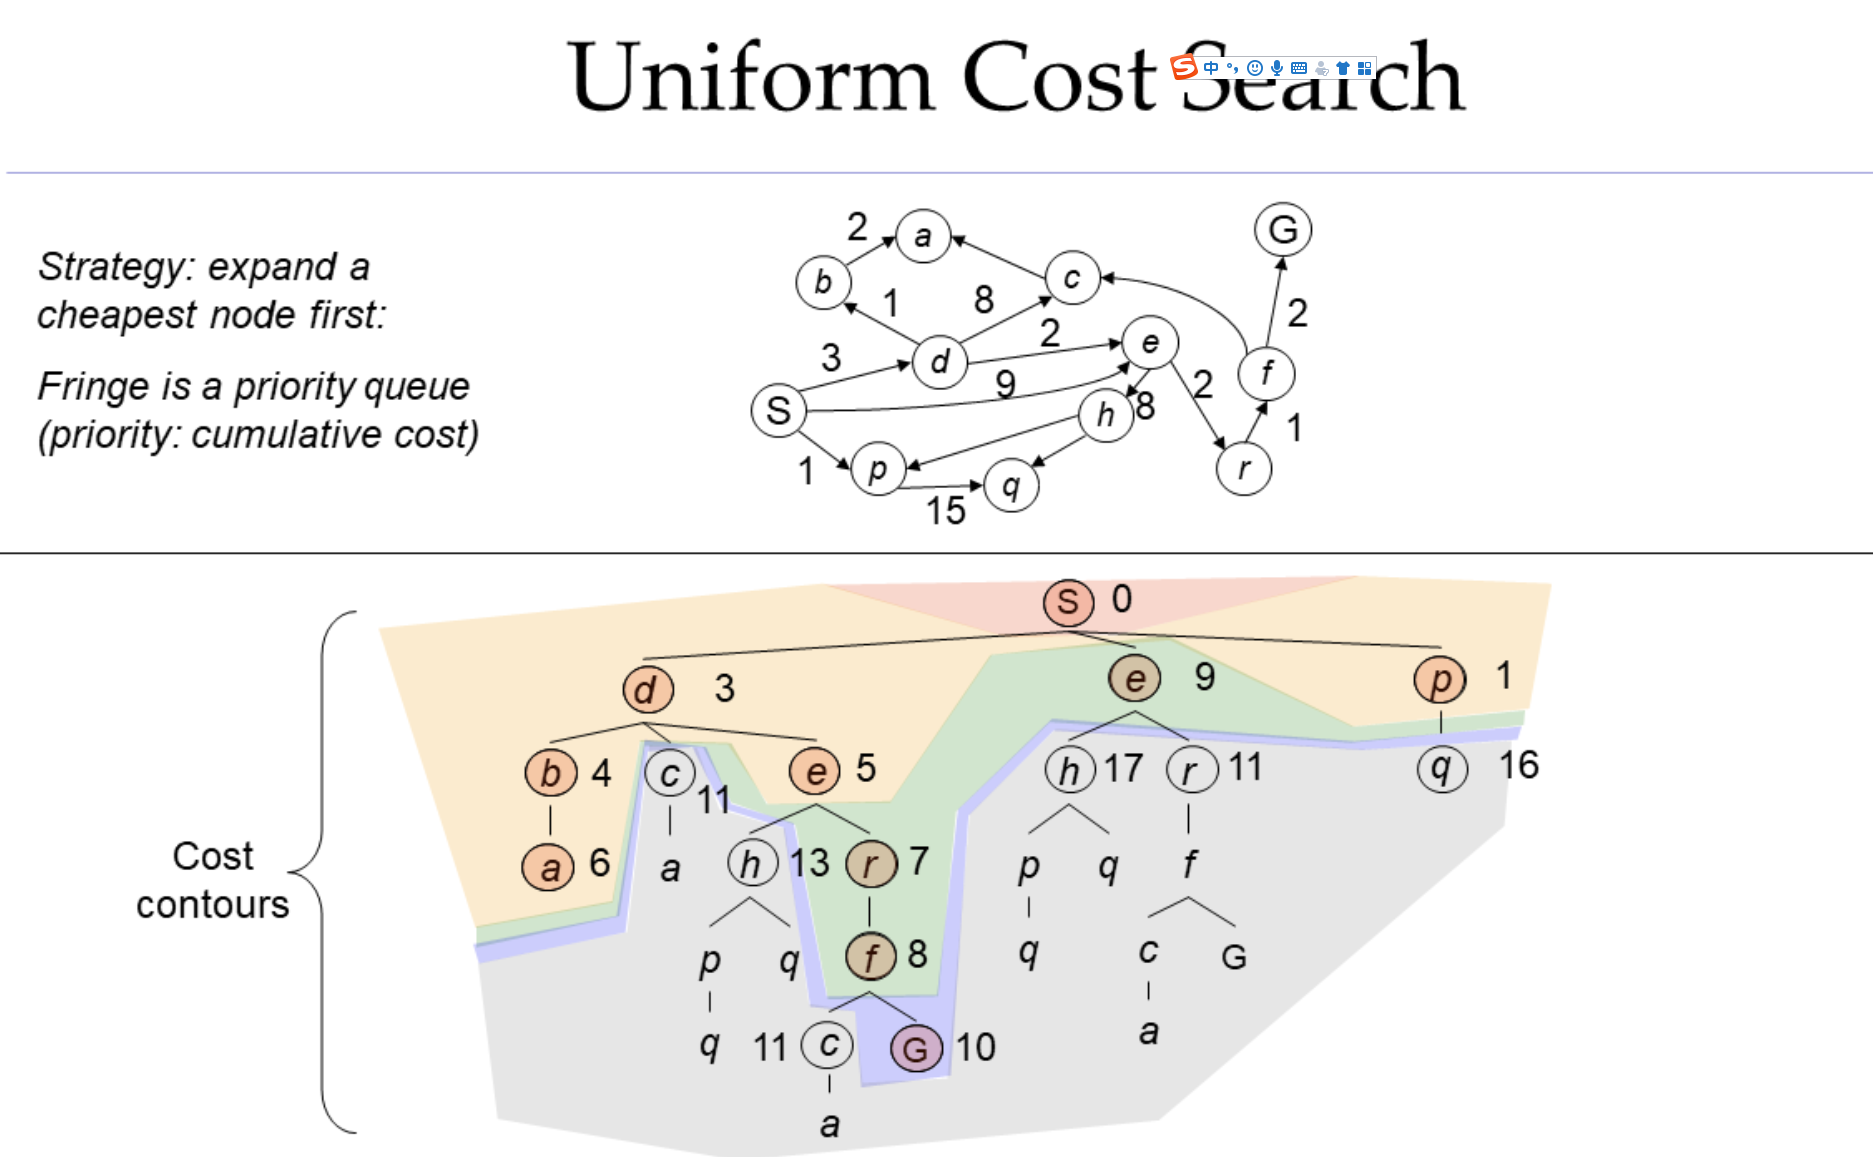 Uniform Cost Search
中
Strategy: expand a
cheapest node first:
Fringe is a priority queue
(priority: cumulative cost)
2 a G
b c
1 8 2
2 e
3 d f
9 2
S h 8
1
1 p r
q
15
S 0
d 3 e 9 p 1
b 4 c 11 e 5 h 17 r 11 q 16
Cost
contours
a 6 a h 13 r 7 p q f
p q f 8 q c G
q 11 c G 10 a
a